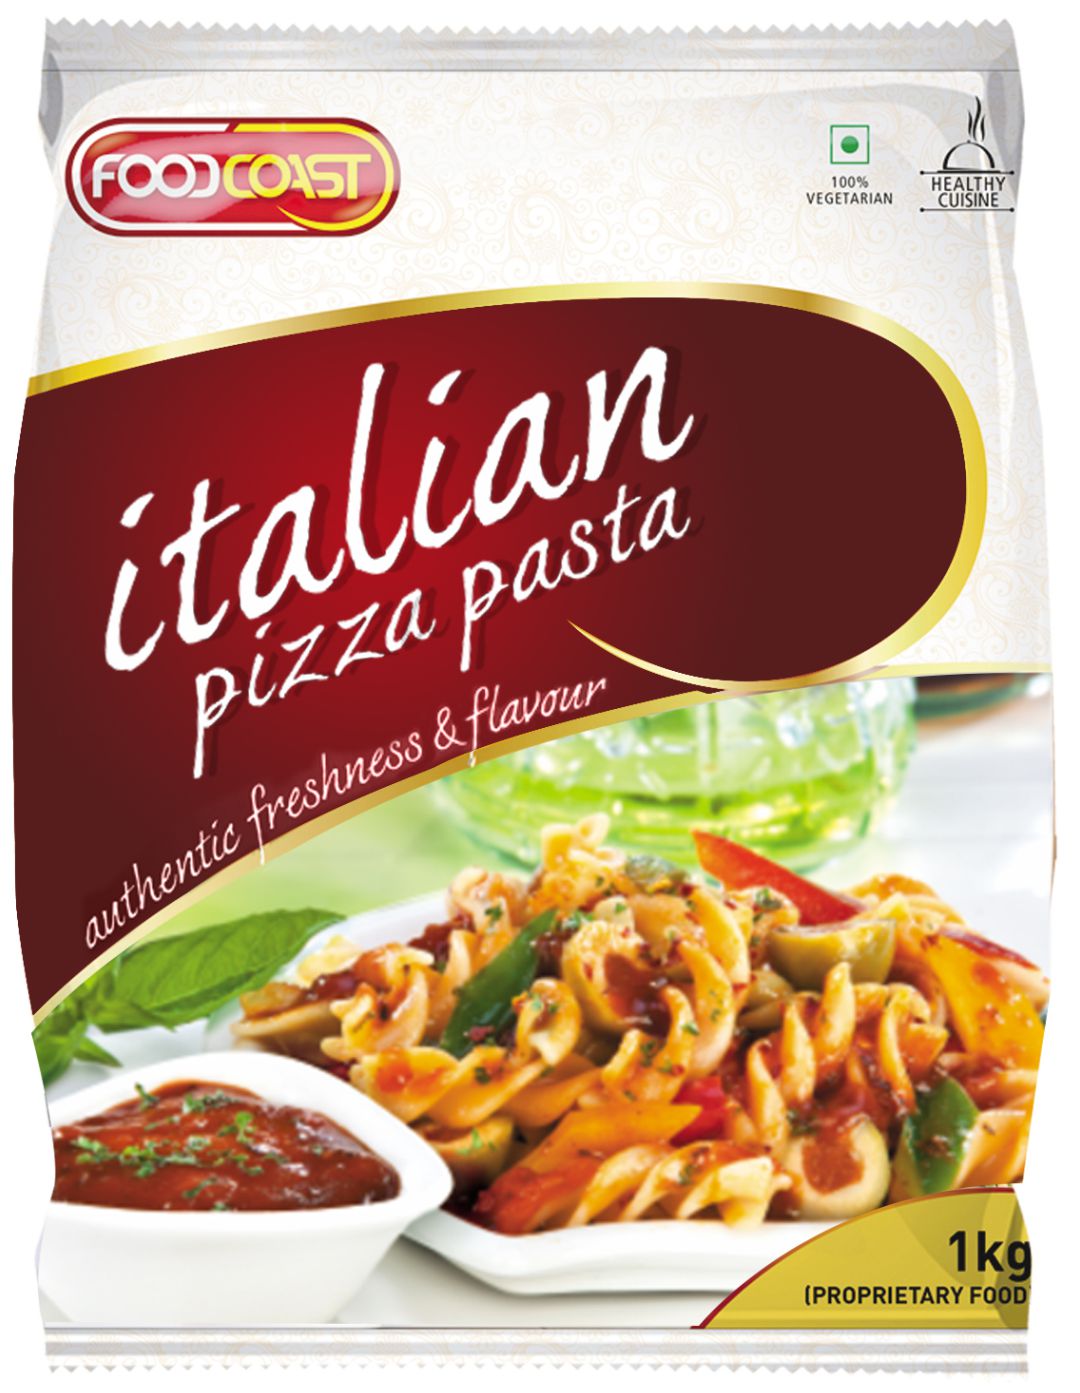 FOODCOAST
100%
VEGETARIAN
HEALTHY
CUISINE
italian
pizza pasta
authentic freshness & flavour
1kg
(PROPRIETARY FOOD